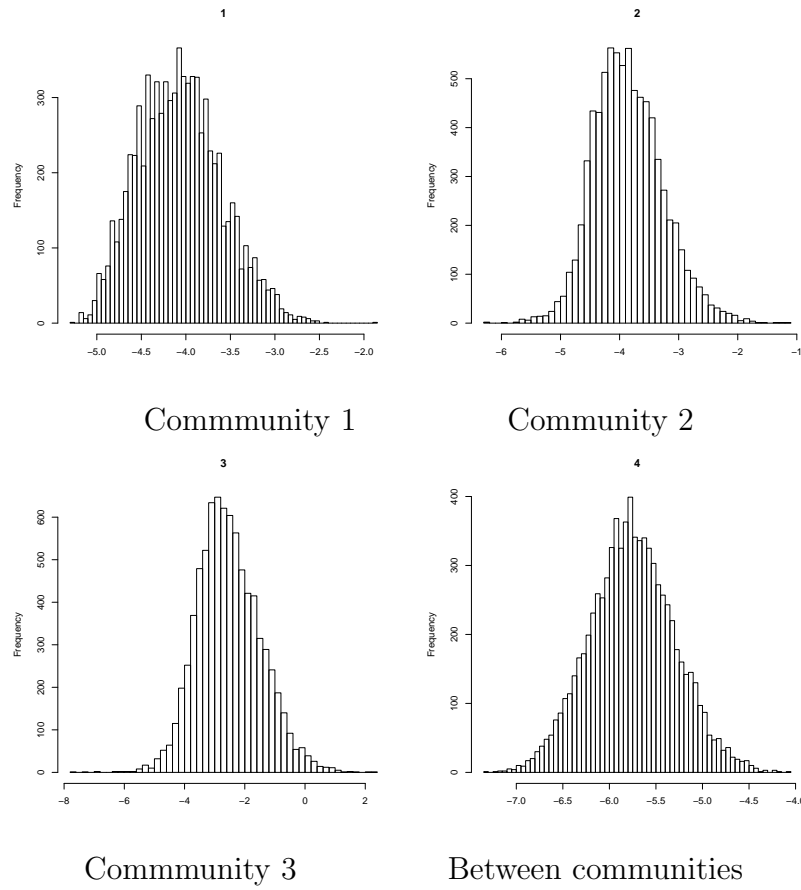 1
Frequency
0 100 200 300
−5.0 −4.5 −4.0 −3.5 −3.0 −2.5 −2.0
Commmunity 1
2
Frequency
0 100 200 300 400 500
−6 −5 −4 −3 −2 −1
Community 2
3
Frequency
0 100 200 300 400 500 600
−8 −6 −4 −2 0 2
Commmunity 3
4
Frequency
0 100 200 300 400
−7.0 −6.5 −6.0 −5.5 −5.0 −4.5 −4.0
Between communities